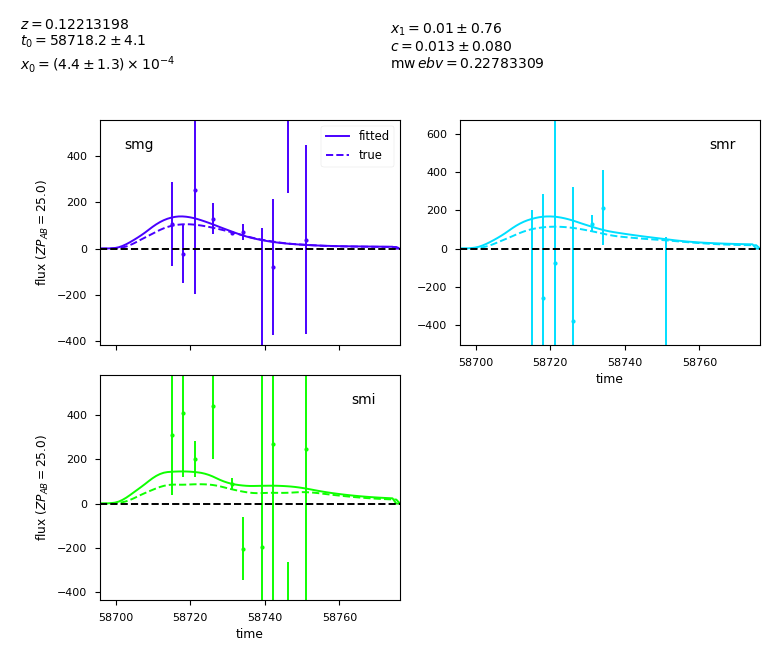 z = 0.12213198
t₀ = 58718.2 ± 4.1
x₀ = (4.4 ± 1.3) × 10⁻⁴
x₁ = 0.01 ± 0.76
c = 0.013 ± 0.080
mwebv = 0.22783309
smg
fitted
true
400
200
0
−200
−400
flux (ZP_AB = 25.0)
smr
600
400
200
0
−200
−400
58700 58720 58740 58760
time
smi
400
200
0
−200
−400
flux (ZP_AB = 25.0)
58700 58720 58740 58760
time